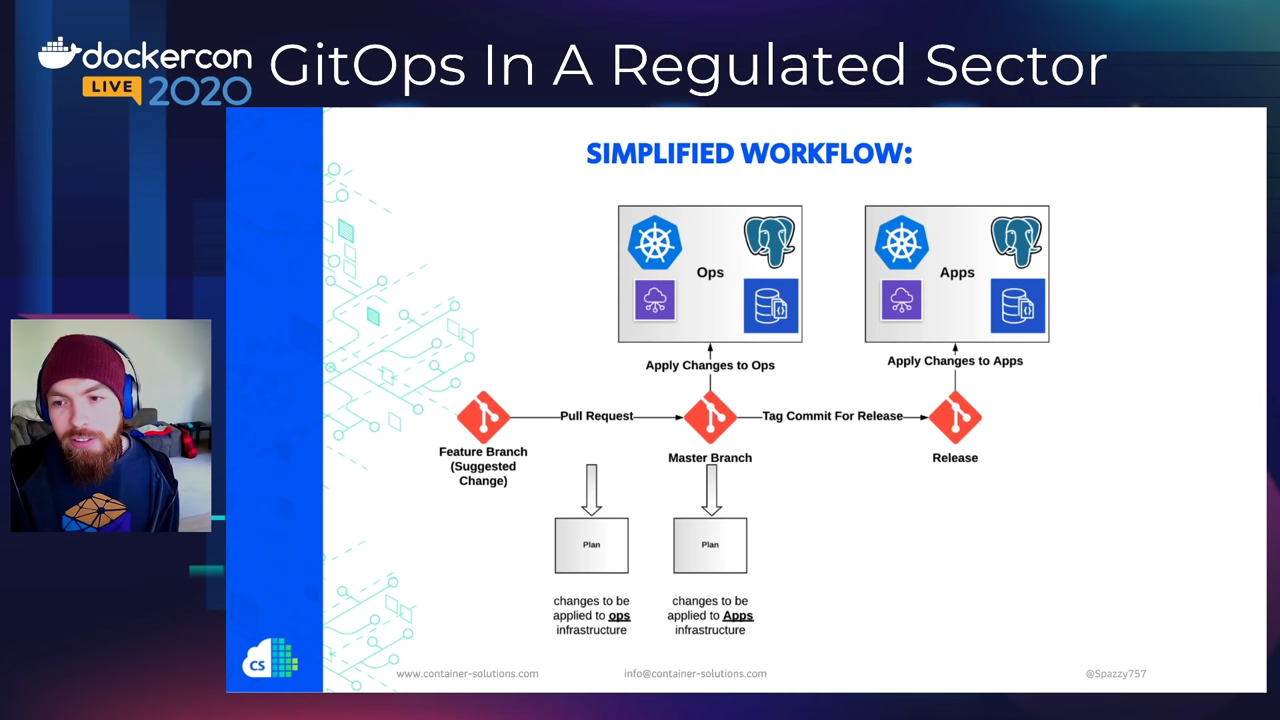 dockercon
LIVE 2020
GitOps In A Regulated Sector
SIMPLIFIED WORKFLOW:
Ops
Apps
Apply Changes to Ops
Apply Changes to Apps
Pull Request
Tag Commit For Release
Feature Branch
(Suggested
Change)
Master Branch
Release
Plan
Plan
changes to be
applied to ops
infrastructure
changes to be
applied to Apps
infrastructure
CS
www.container-solutions.com
info@container-solutions.com
@Spazzy757